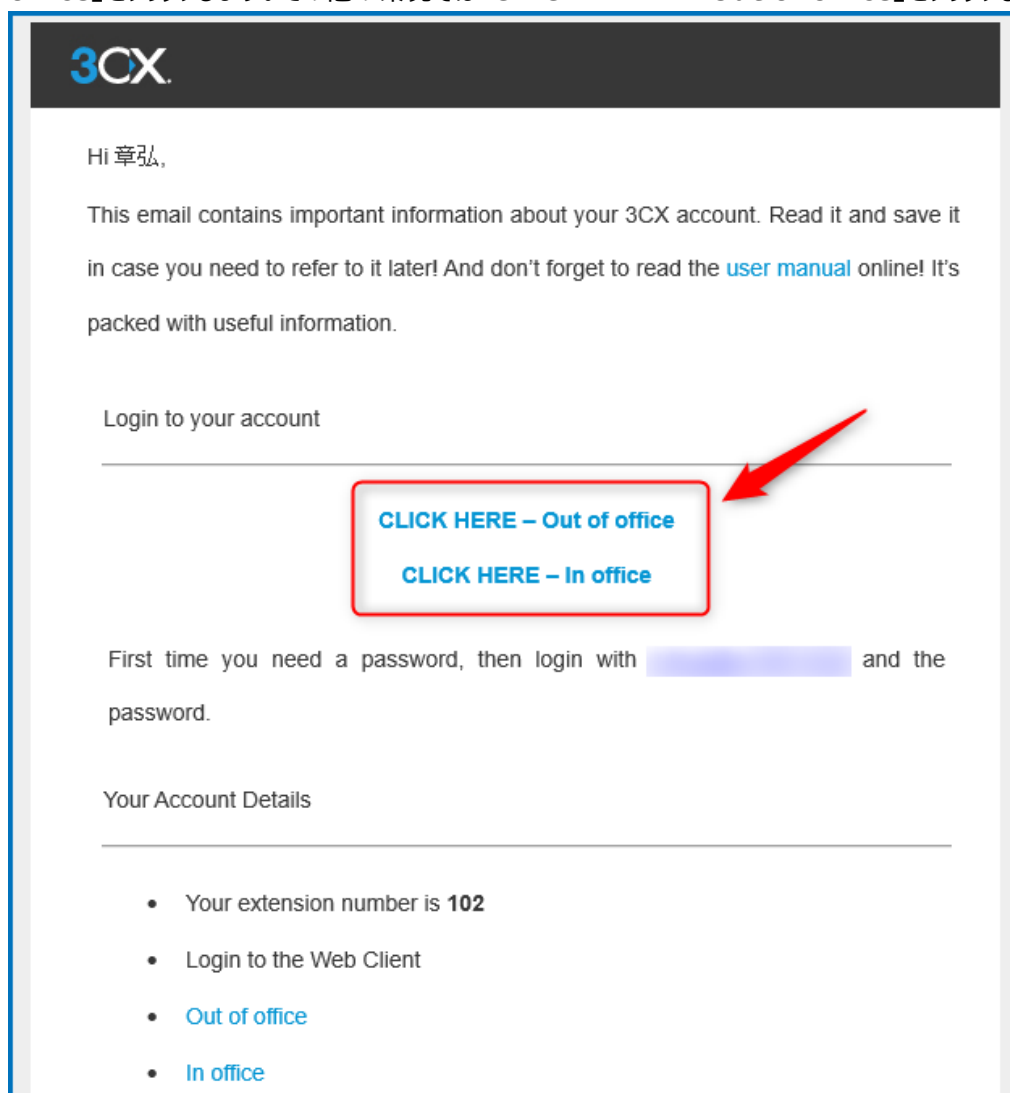 3CX.
Hi 章弘,
This email contains important information about your 3CX account. Read it and save it
in case you need to refer to it later! And don’t forget to read the user manual online! It’s
packed with useful information.
Login to your account
CLICK HERE – Out of office
CLICK HERE – In office
First time you need a password, then login with and the
password.
Your Account Details
• Your extension number is 102
• Login to the Web Client
• Out of office
• In office